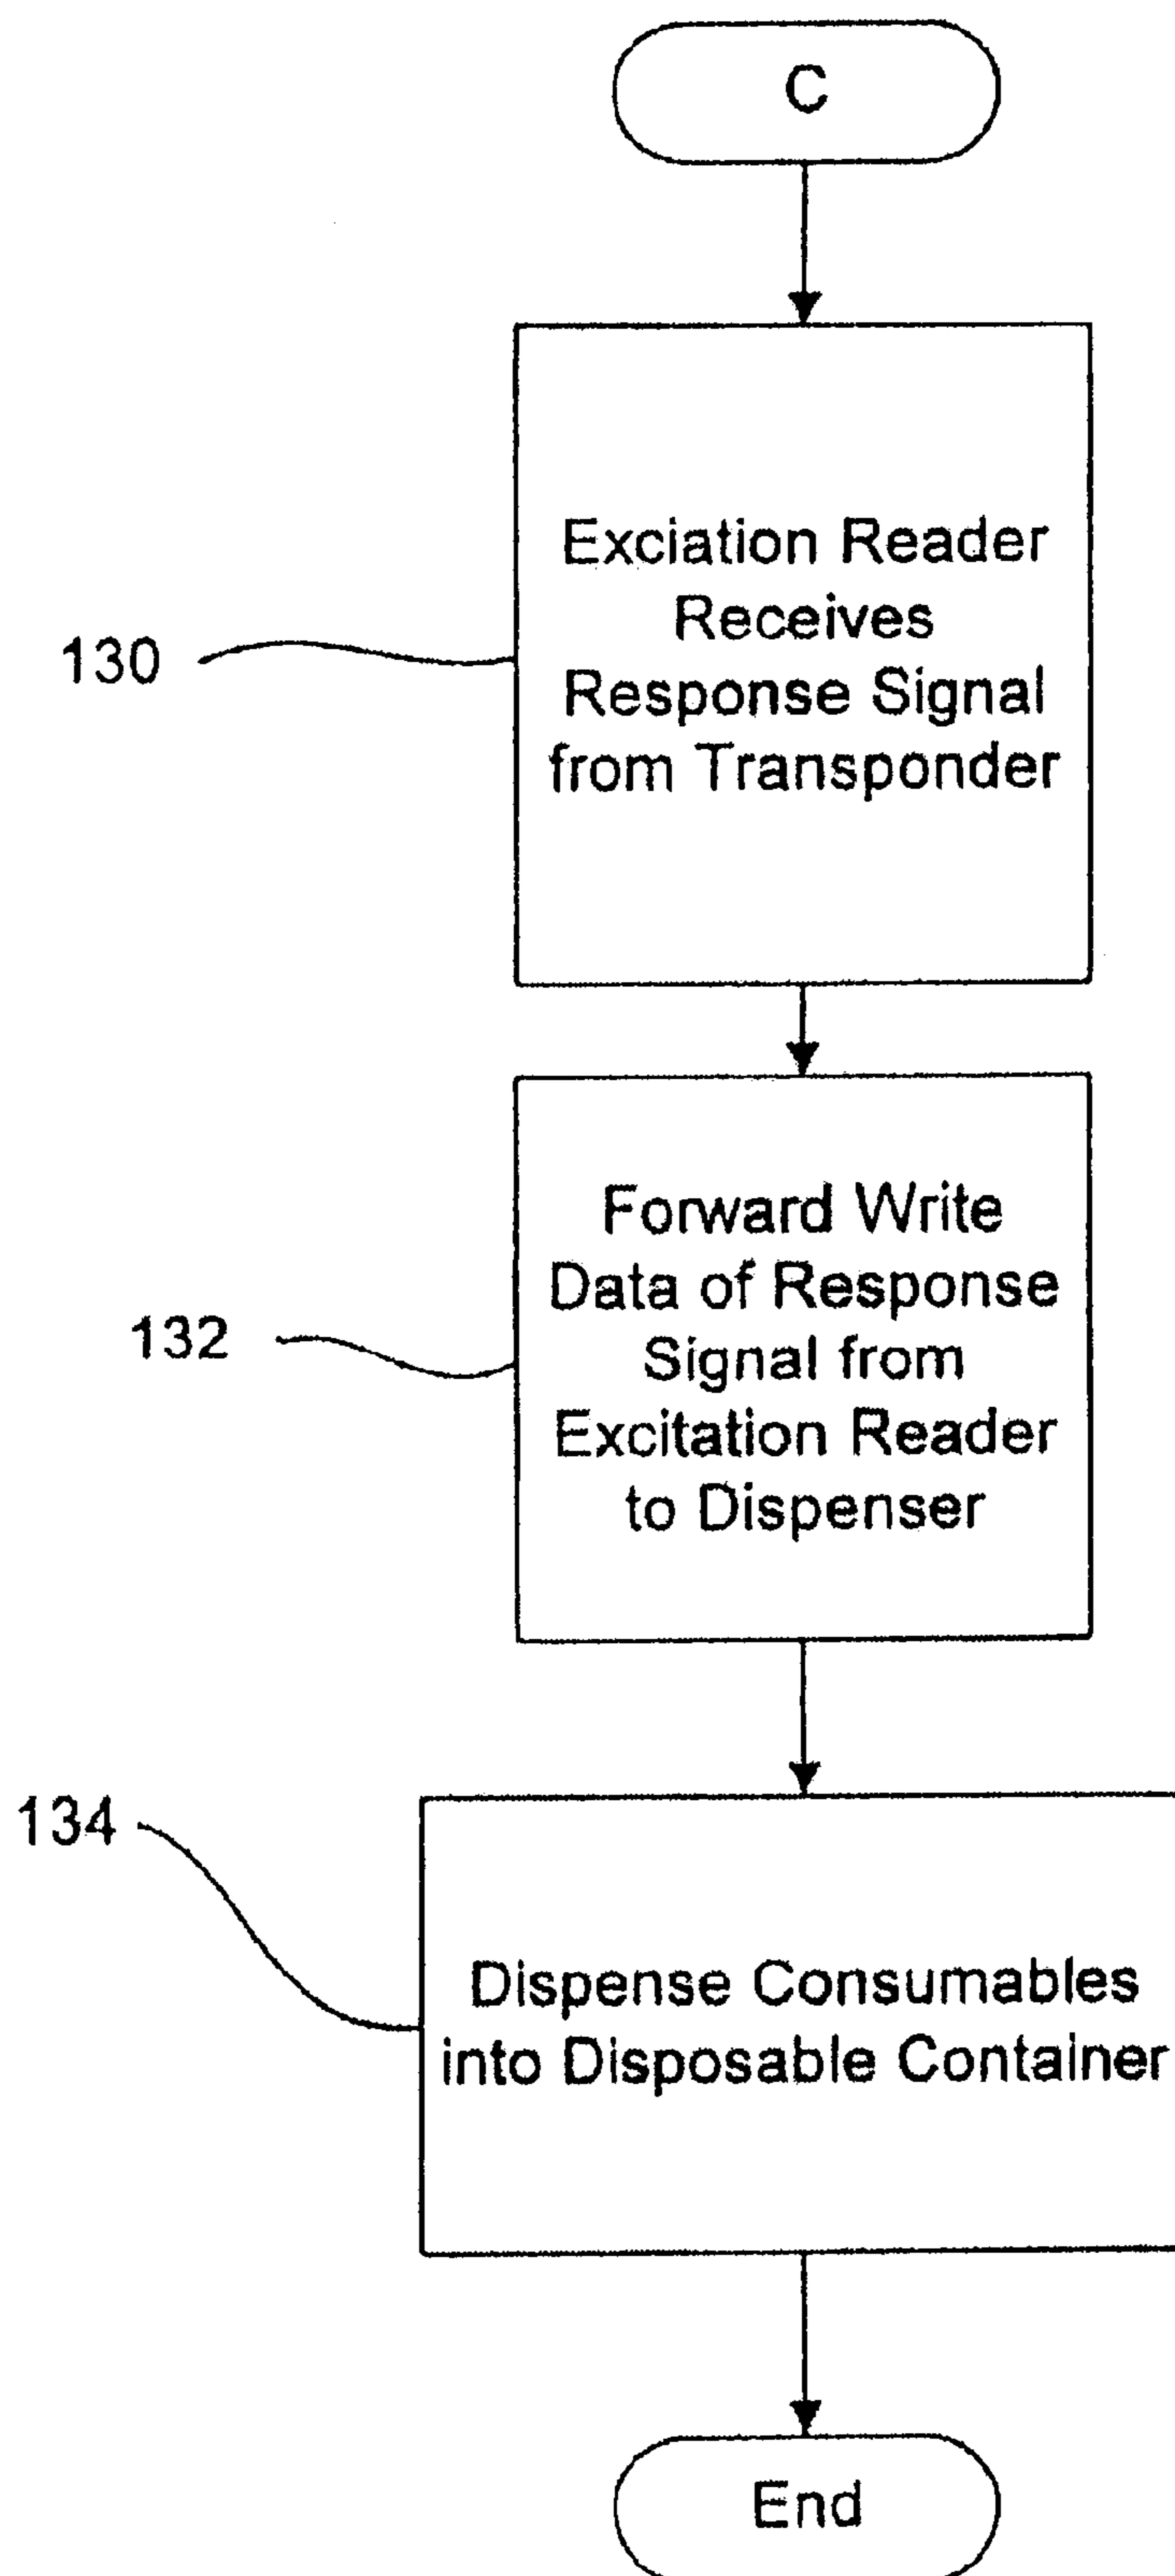 C
Exciation Reader
Receives
Response Signal
from Transponder
130
Forward Write
Data of Response
Signal from
Excitation Reader
to Dispenser
132
134
Dispense Consumables
into Disposable Container
End